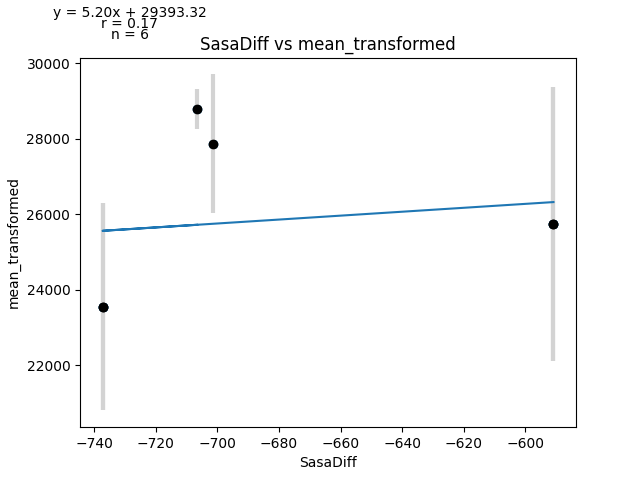 y = 5.20x + 29393.32
r = 0.17
n = 6
SasaDiff vs mean_transformed
30000
28000
26000
24000
22000
mean_transformed
−740 −720 −700 −680 −660 −640 −620 −600
SasaDiff